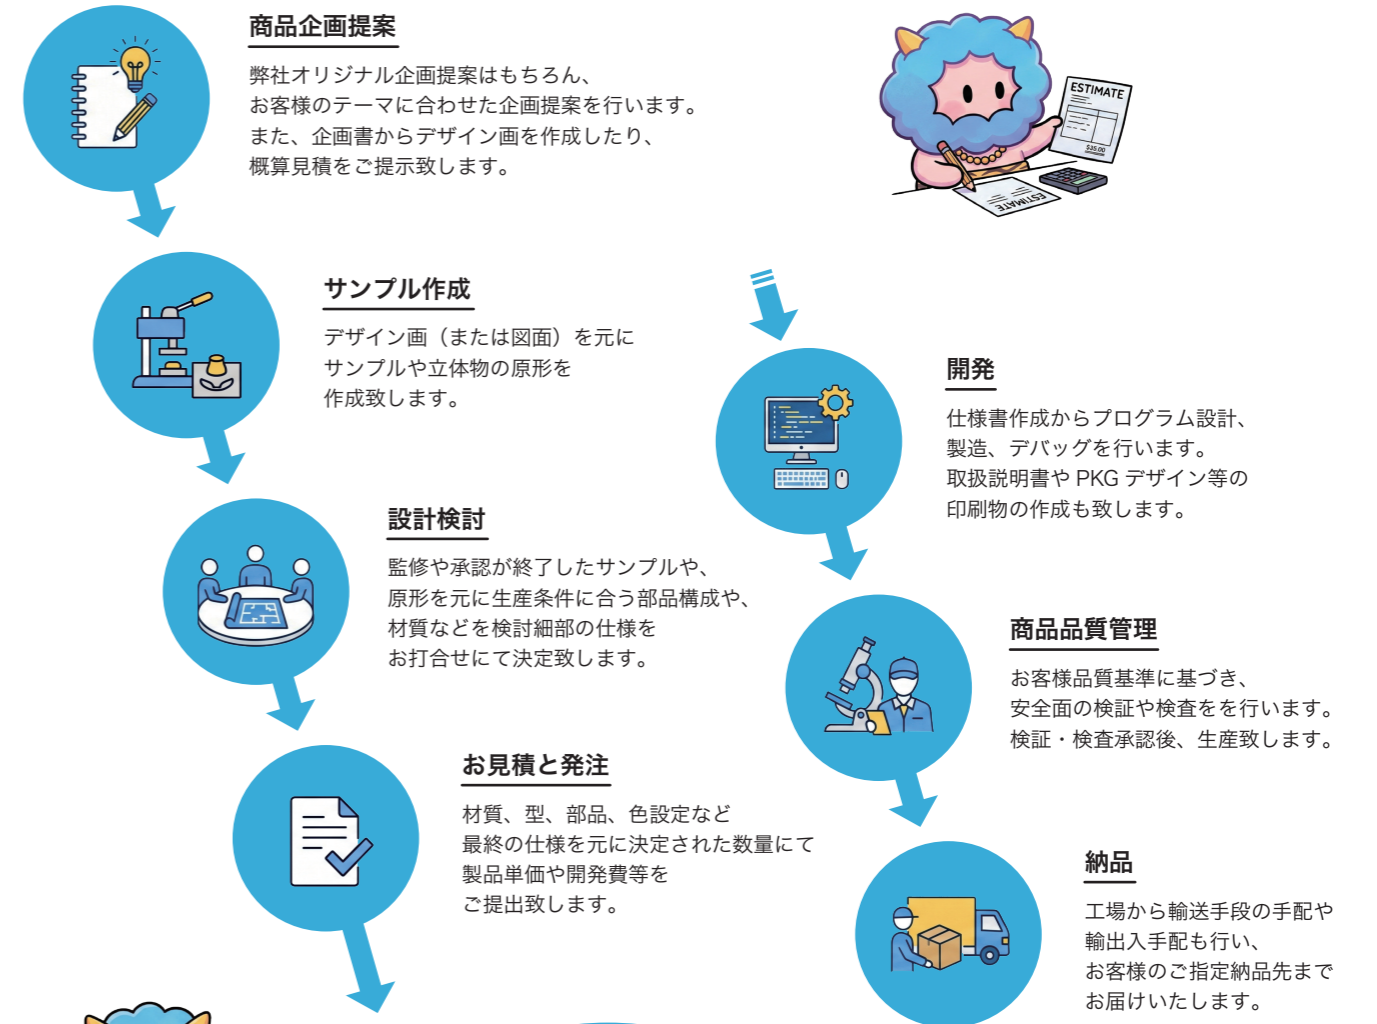 商品企画提案
弊社オリジナル企画提案はもちろん、
お客様のテーマに合わせた企画提案を行います。
また、企画書からデザイン画を作成したり、
概算見積をご提示致します。
ESTIMATE
$35.00
ESTIMATE
サンプル作成
デザイン画（または図面）を元に
サンプルや立体物の原形を
作成致します。
設計検討
監修や承認が終了したサンプルや、
原形を元に生産条件に合う部品構成や、
材質などを検討細部の仕様を
お打合せにて決定致します。
お見積と発注
材質、型、部品、色設定など
最終の仕様を元に決定された数量にて
製品単価や開発費等を
ご提出致します。
開発
仕様書作成からプログラム設計、
製造、デバッグを行います。
取扱説明書や PKG デザイン等の
印刷物の作成も致します。
商品品質管理
お客様品質基準に基づき、
安全面の検証や検査をを行います。
検証・検査承認後、生産致します。
納品
工場から輸送手段の手配や
輸出入手配も行い、
お客様のご指定納品先まで
お届けいたします。